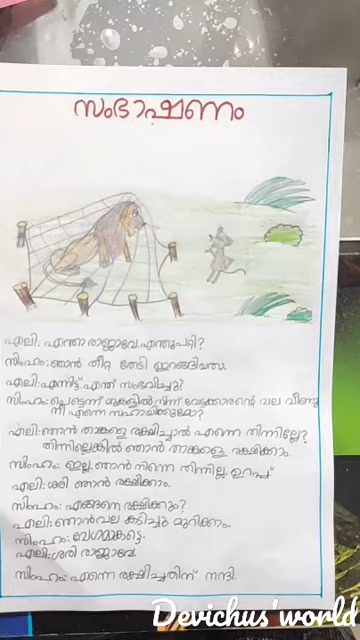 സംഭാഷണം
എലി: എന്താ രാജാവേ എന്തുപറ്റി?
സിംഹം: ഞാൻ തീറ്റ തേടി ഇറങ്ങിയതാ.
എലി: എന്നിട്ട് എന്ത് സംഭവിച്ചു?
സിംഹം: പെട്ടെന്ന് മുകളിൽ നിന്ന് വേട്ടക്കാരന്റെ വല വീണു
നീ എന്നെ സഹായിക്കുമോ?
എലി: ഞാൻ താങ്കളെ രക്ഷിച്ചാൽ എന്നെ തിന്നില്ലേ?
തിന്നില്ലെങ്കിൽ ഞാൻ താങ്കളെ രക്ഷിക്കാം.
സിംഹം: ഇല്ല ഞാൻ നിന്നെ തിന്നില്ല ഉറപ്പ്
എലി: ശരി ഞാൻ രക്ഷിക്കാം.
സിംഹം: എങ്ങനെ രക്ഷിക്കും?
എലി: ഞാൻ വല കടിച്ചു മുറിക്കാം.
സിംഹം: വേഗമാകട്ടെ.
എലി: ശരി രാജാവേ.
സിംഹം: എന്നെ രക്ഷിച്ചതിന് നന്ദി.
Devichus'world